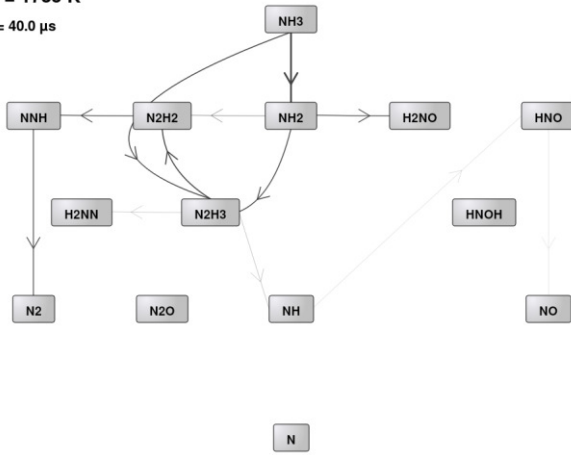 = 40.0 µs
NH3
NNH
N2H2
NH2
H2NO
HNO
H2NN
N2H3
HNOH
N2
N2O
NH
NO
N